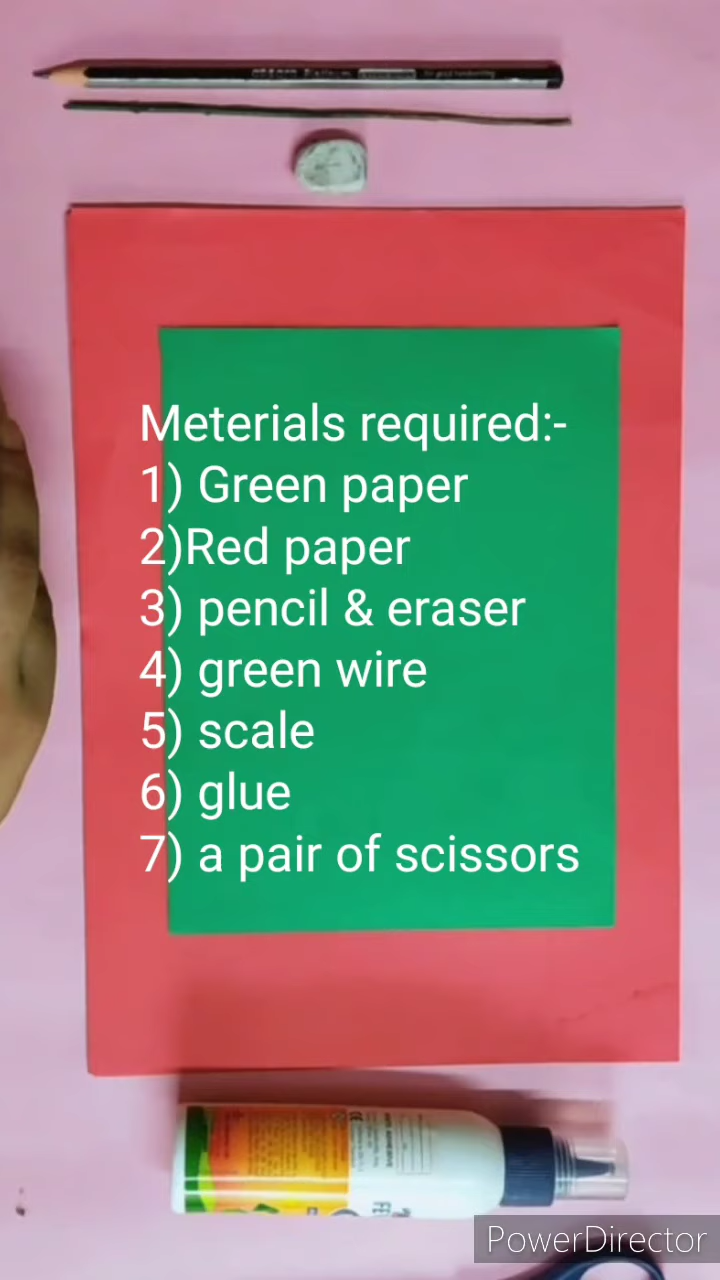 Meterials required:-
1) Green paper
2)Red paper
3) pencil & eraser
4) green wire
5) scale
6) glue
7) a pair of scissors
PowerDirector